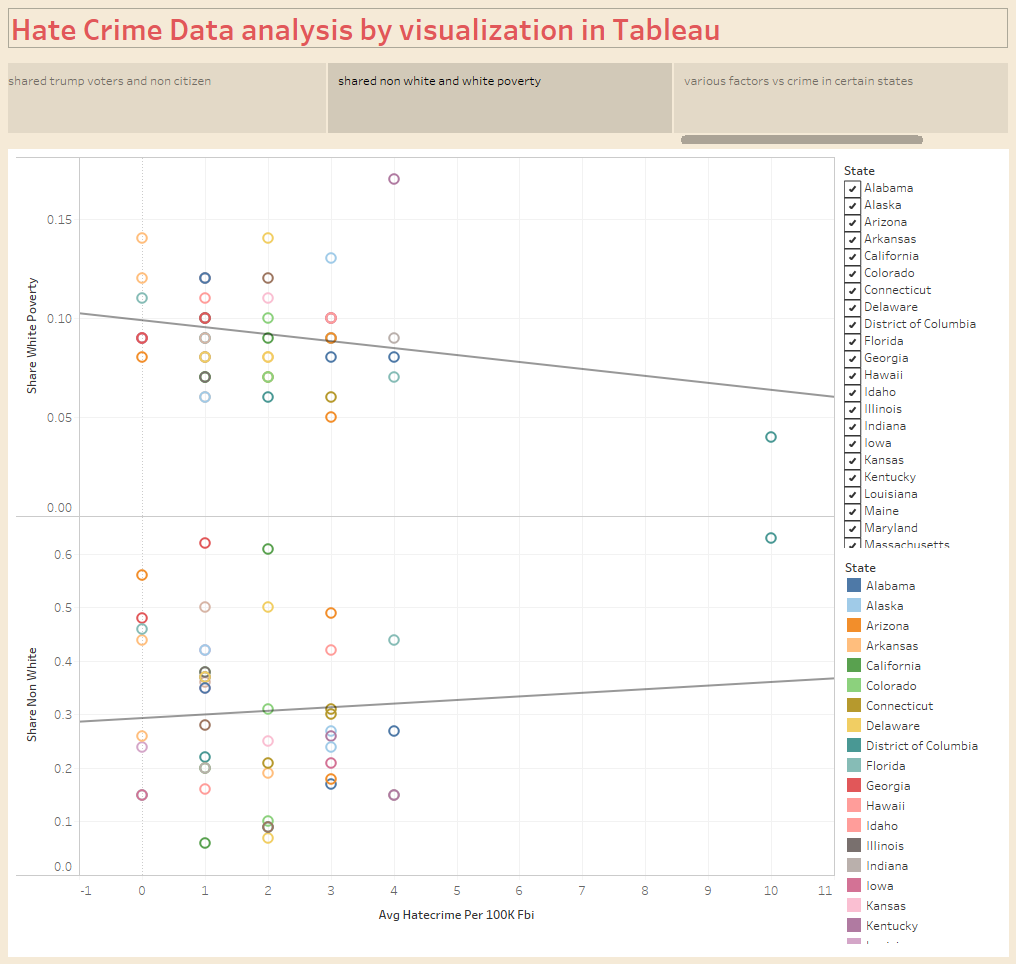 Hate Crime Data analysis by visualization in Tableau
shared trump voters and non citizen
shared non white and white poverty
various factors vs crime in certain states
Share White Poverty
0.15
0.10
0.05
0.00
Share Non White
0.6
0.5
0.4
0.3
0.2
0.1
0.0
-1 0 1 2 3 4 5 6 7 8 9 10 11
Avg Hatecrime Per 100K Fbi
State
Alabama
Alaska
Arizona
Arkansas
California
Colorado
Connecticut
Delaware
District of Columbia
Florida
Georgia
Hawaii
Idaho
Illinois
Indiana
Iowa
Kansas
Kentucky
Louisiana
Maine
Maryland
Massachusetts
State
Alabama
Alaska
Arizona
Arkansas
California
Colorado
Connecticut
Delaware
District of Columbia
Florida
Georgia
Hawaii
Idaho
Illinois
Indiana
Iowa
Kansas
Kentucky